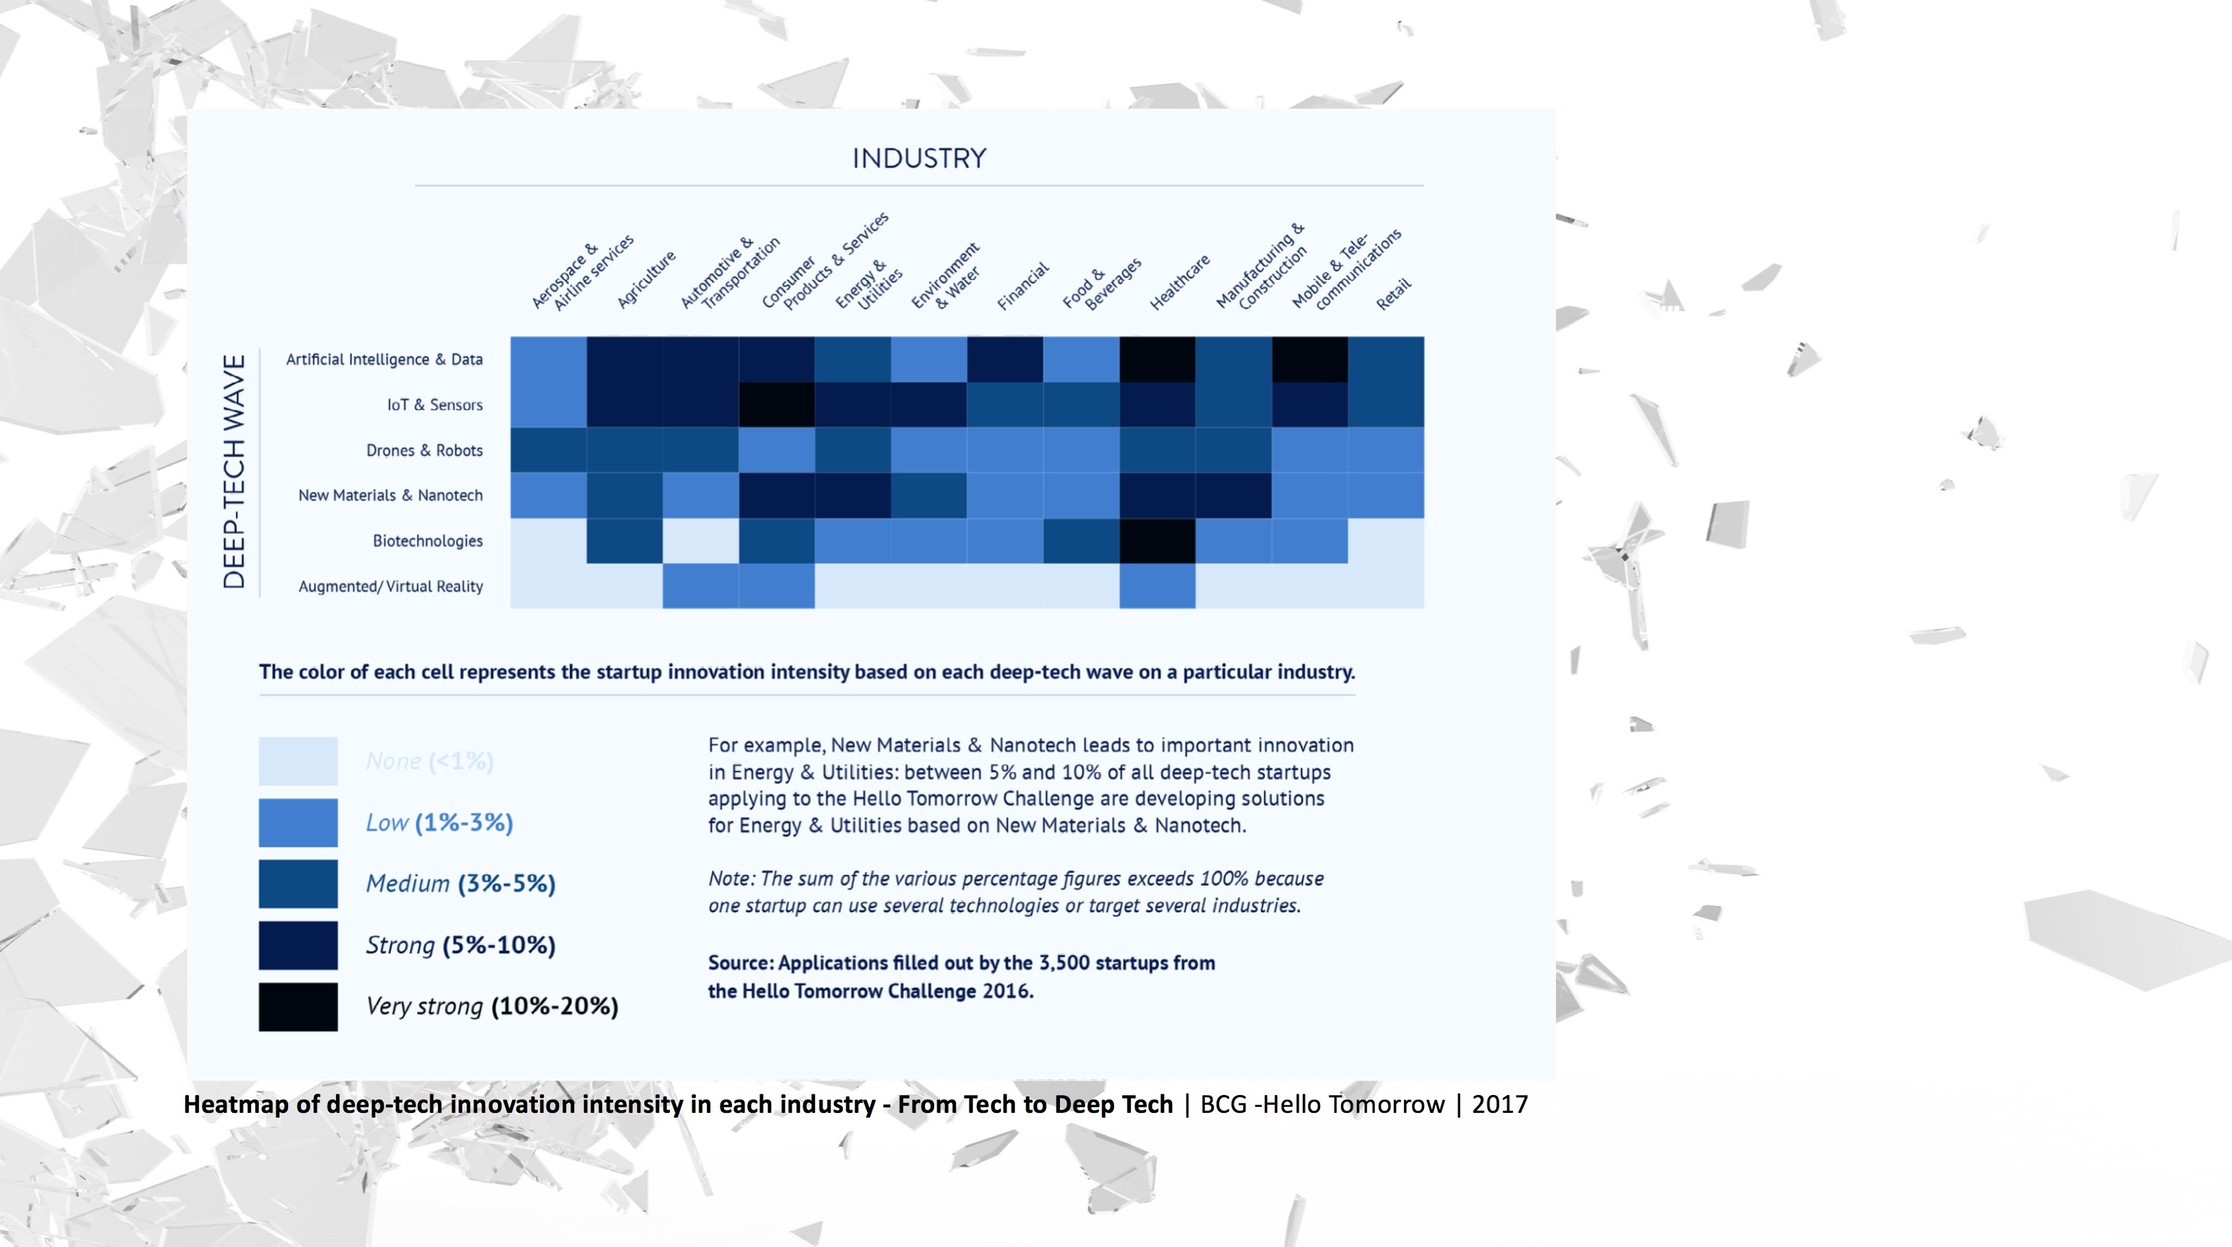 INDUSTRY
Aerospace &
Airline services
Agriculture
Automotive &
Transportation
Consumer
Products & Services
Energy &
Utilities
Environment
& Water
Financial
Food &
Beverages
Healthcare
Manufacturing &
Construction
Mobile & Tele-
communications
Retail
DEEP-TECH WAVE
Artificial Intelligence & Data
IoT & Sensors
Drones & Robots
New Materials & Nanotech
Biotechnologies
Augmented/ Virtual Reality
The color of each cell represents the startup innovation intensity based on each deep-tech wave on a particular industry.
None (<1%)
Low (1%-3%)
Medium (3%-5%)
Strong (5%-10%)
Very strong (10%-20%)
For example, New Materials & Nanotech leads to important innovation
in Energy & Utilities: between 5% and 10% of all deep-tech startups
applying to the Hello Tomorrow Challenge are developing solutions
for Energy & Utilities based on New Materials & Nanotech.
Note: The sum of the various percentage figures exceeds 100% because
one startup can use several technologies or target several industries.
Source: Applications filled out by the 3,500 startups from
the Hello Tomorrow Challenge 2016.
Heatmap of deep-tech innovation intensity in each industry - From Tech to Deep Tech | BCG -Hello Tomorrow | 2017